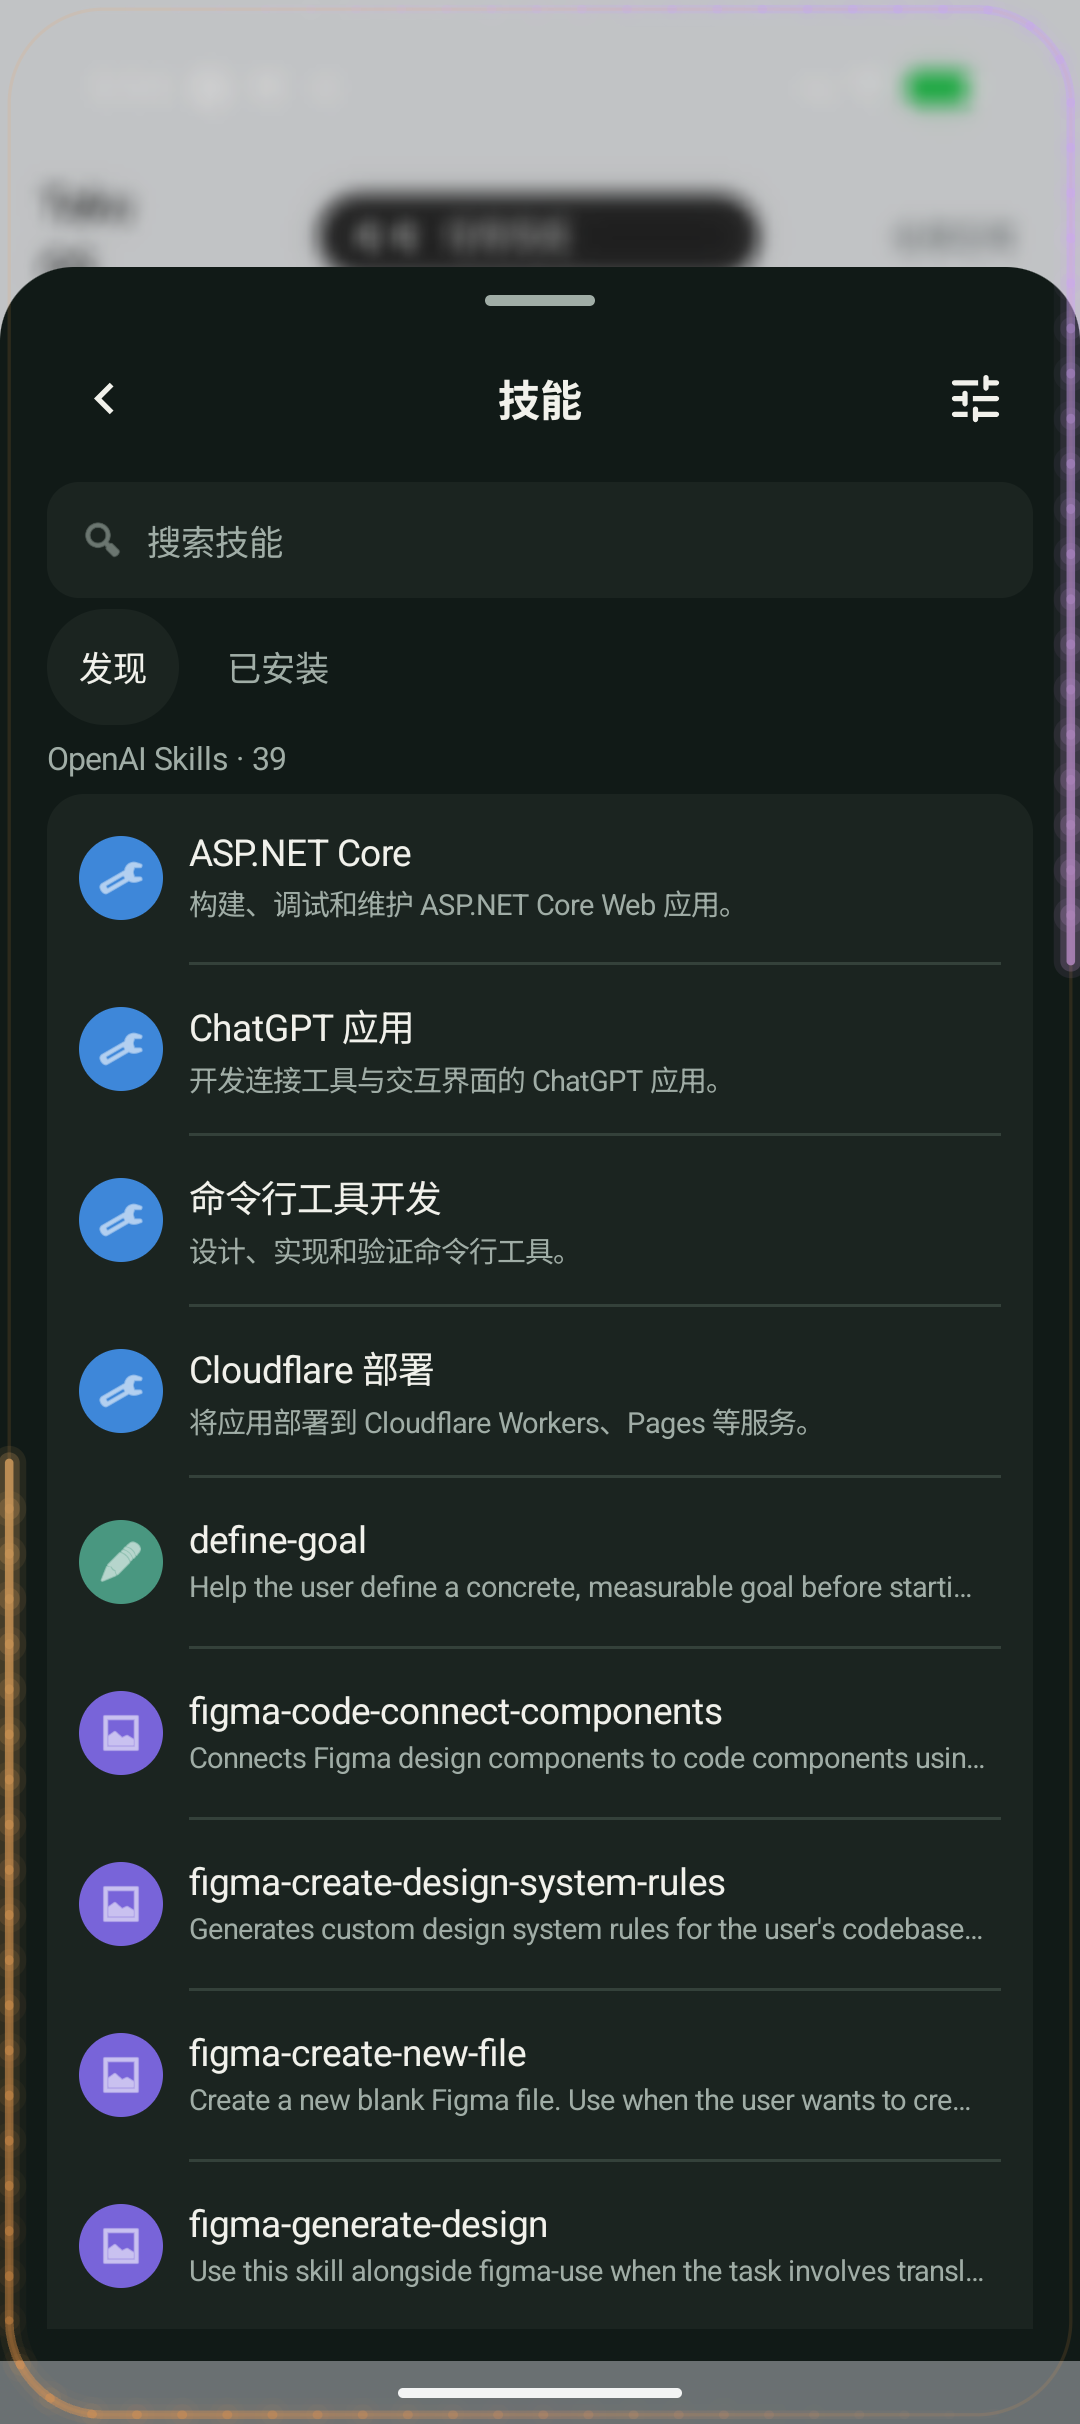 技能
搜索技能
发现
已安装
OpenAI Skills · 39
ASP.NET Core
构建、调试和维护 ASP.NET Core Web 应用。
ChatGPT 应用
开发连接工具与交互界面的 ChatGPT 应用。
命令行工具开发
设计、实现和验证命令行工具。
Cloudflare 部署
将应用部署到 Cloudflare Workers、Pages 等服务。
define-goal
Help the user define a concrete, measurable goal before starti...
figma-code-connect-components
Connects Figma design components to code components usin...
figma-create-design-system-rules
Generates custom design system rules for the user's codebase...
figma-create-new-file
Create a new blank Figma file. Use when the user wants to cre...
figma-generate-design
Use this skill alongside figma-use when the task involves transl...